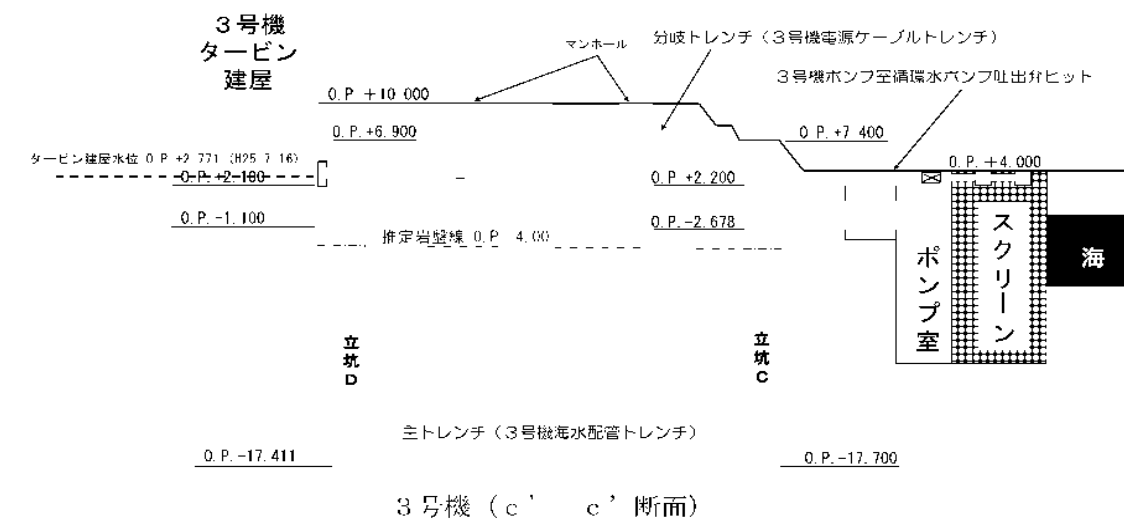 3号機
タービン
建屋
マンホール
分岐トレンチ（3号機電源ケーブルトレンチ）
3号機ポンプ室循環水ポンプ吐出弁ピット
O.P.+10 000
O.P.+6.900
O.P.+7 400
タービン建屋水位 O.P.+2.771 (H25.7.16)
O.P.+2.100
O.P.+2.200
O.P.+4.000
O.P.-1.100
O.P.-2.678
推定岩盤線 O.P. 4.00
スクリーン
海
ポンプ室
立坑D
立坑C
主トレンチ（3号機海水配管トレンチ）
O.P.-17.411
O.P.-17.700
3号機（c' c'断面）